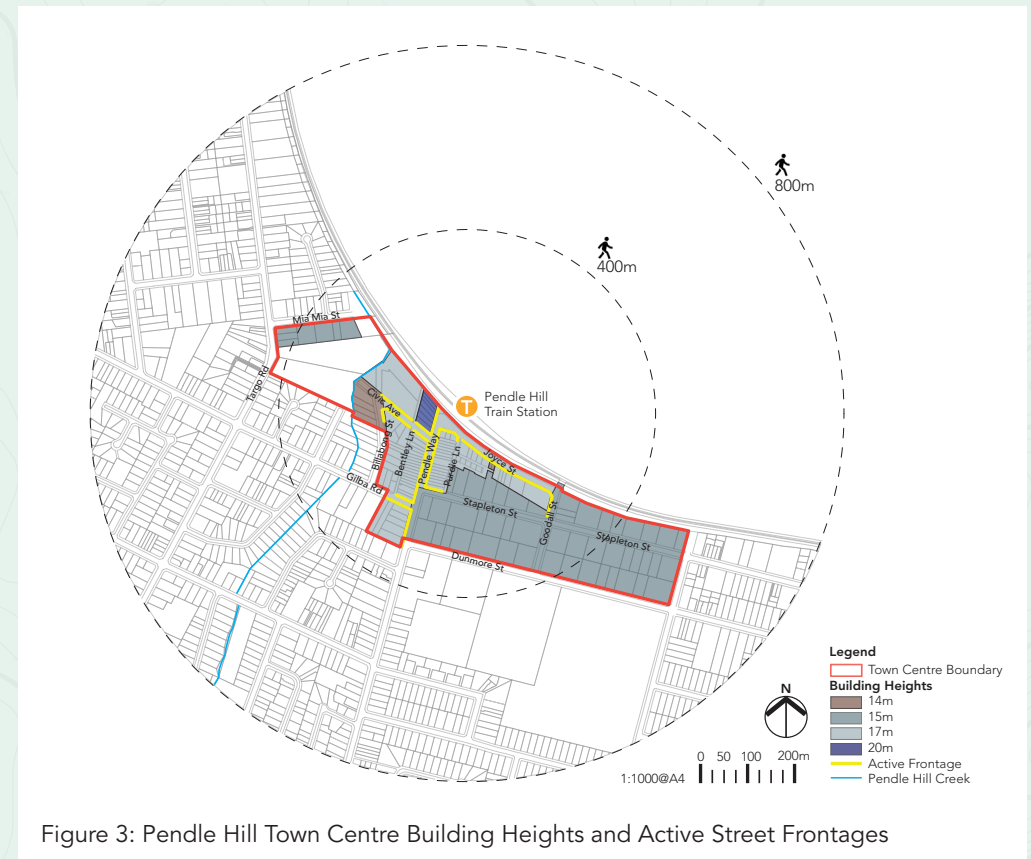 800m
400m
Mia Mia St
Targo Rd
Civic Ave
Pendle Hill
Train Station
Billabong St
Bentley Ln
Pendle Way
Purdie Ln
Joyce St
Gilba Rd
Stapleton St
Goodall St
Stapleton St
Dunmore St
Legend
Town Centre Boundary
Building Heights
14m
15m
17m
20m
Active Frontage
Pendle Hill Creek
N
0 50 100 200m
1:1000@A4
Figure 3: Pendle Hill Town Centre Building Heights and Active Street Frontages
T